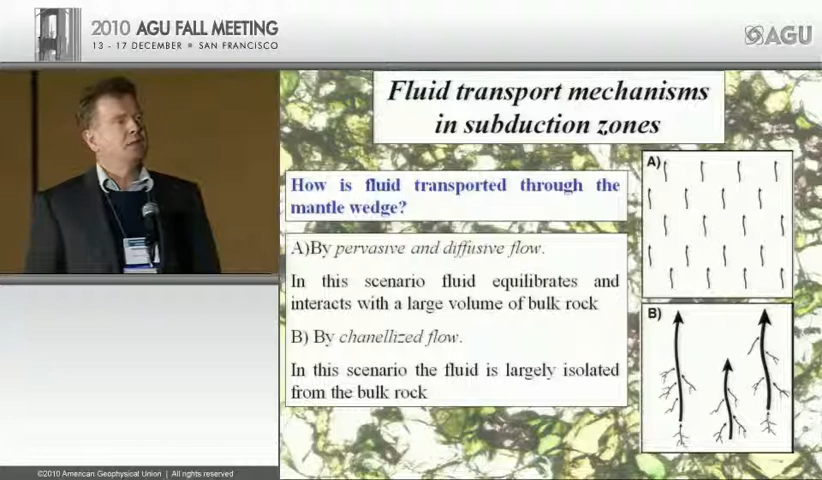 2010 AGU FALL MEETING
13 - 17 DECEMBER ■ SAN FRANCISCO
AGU
Fluid transport mechanisms
in subduction zones
How is fluid transported through the
mantle wedge?
A)By pervasive and diffusive flow.
In this scenario fluid equilibrates and
interacts with a large volume of bulk rock
B) By chanellized flow.
In this scenario the fluid is largely isolated
from the bulk rock
A)
B)
©2010 American Geophysical Union | All rights reserved